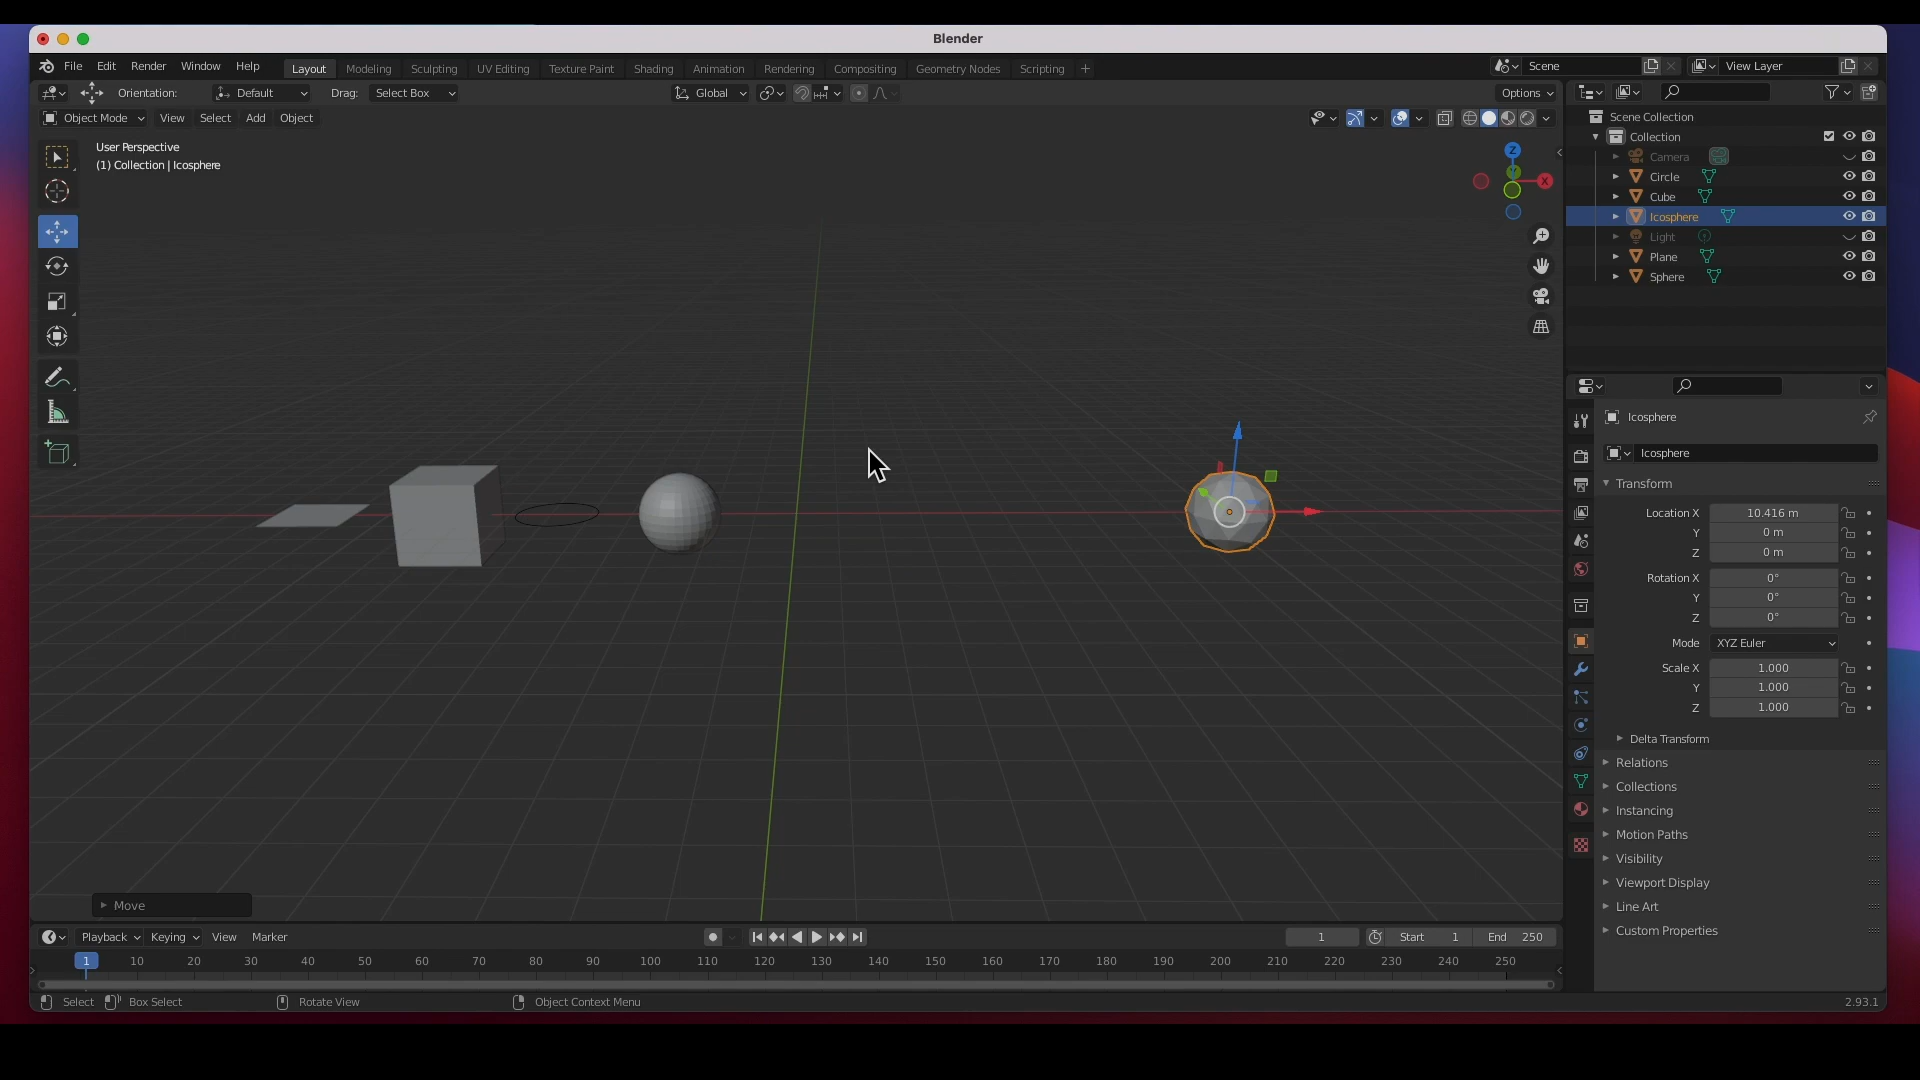 Blender
File Edit Render Window Help Layout Modeling Sculpting UV Editing Texture Paint Shading Animation Rendering Compositing Geometry Nodes Scripting + Scene View Layer
Orientation: Default Drag: Select Box Global Options
Object Mode View Select Add Object
User Perspective
(1) Collection | Icosphere
Z
Y
X
Move
Scene Collection
Collection
Camera
Circle
Cube
Icosphere
Light
Plane
Sphere
Icosphere
Icosphere
Transform
Location X 10.416 m
Y 0 m
Z 0 m
Rotation X 0°
Y 0°
Z 0°
Mode XYZ Euler
Scale X 1.000
Y 1.000
Z 1.000
Delta Transform
Relations
Collections
Instancing
Motion Paths
Visibility
Viewport Display
Line Art
Custom Properties
Playback Keying View Marker 1 Start 1 End 250
1 10 20 30 40 50 60 70 80 90 100 110 120 130 140 150 160 170 180 190 200 210 220 230 240 250
Select Box Select Rotate View Object Context Menu 2.93.1